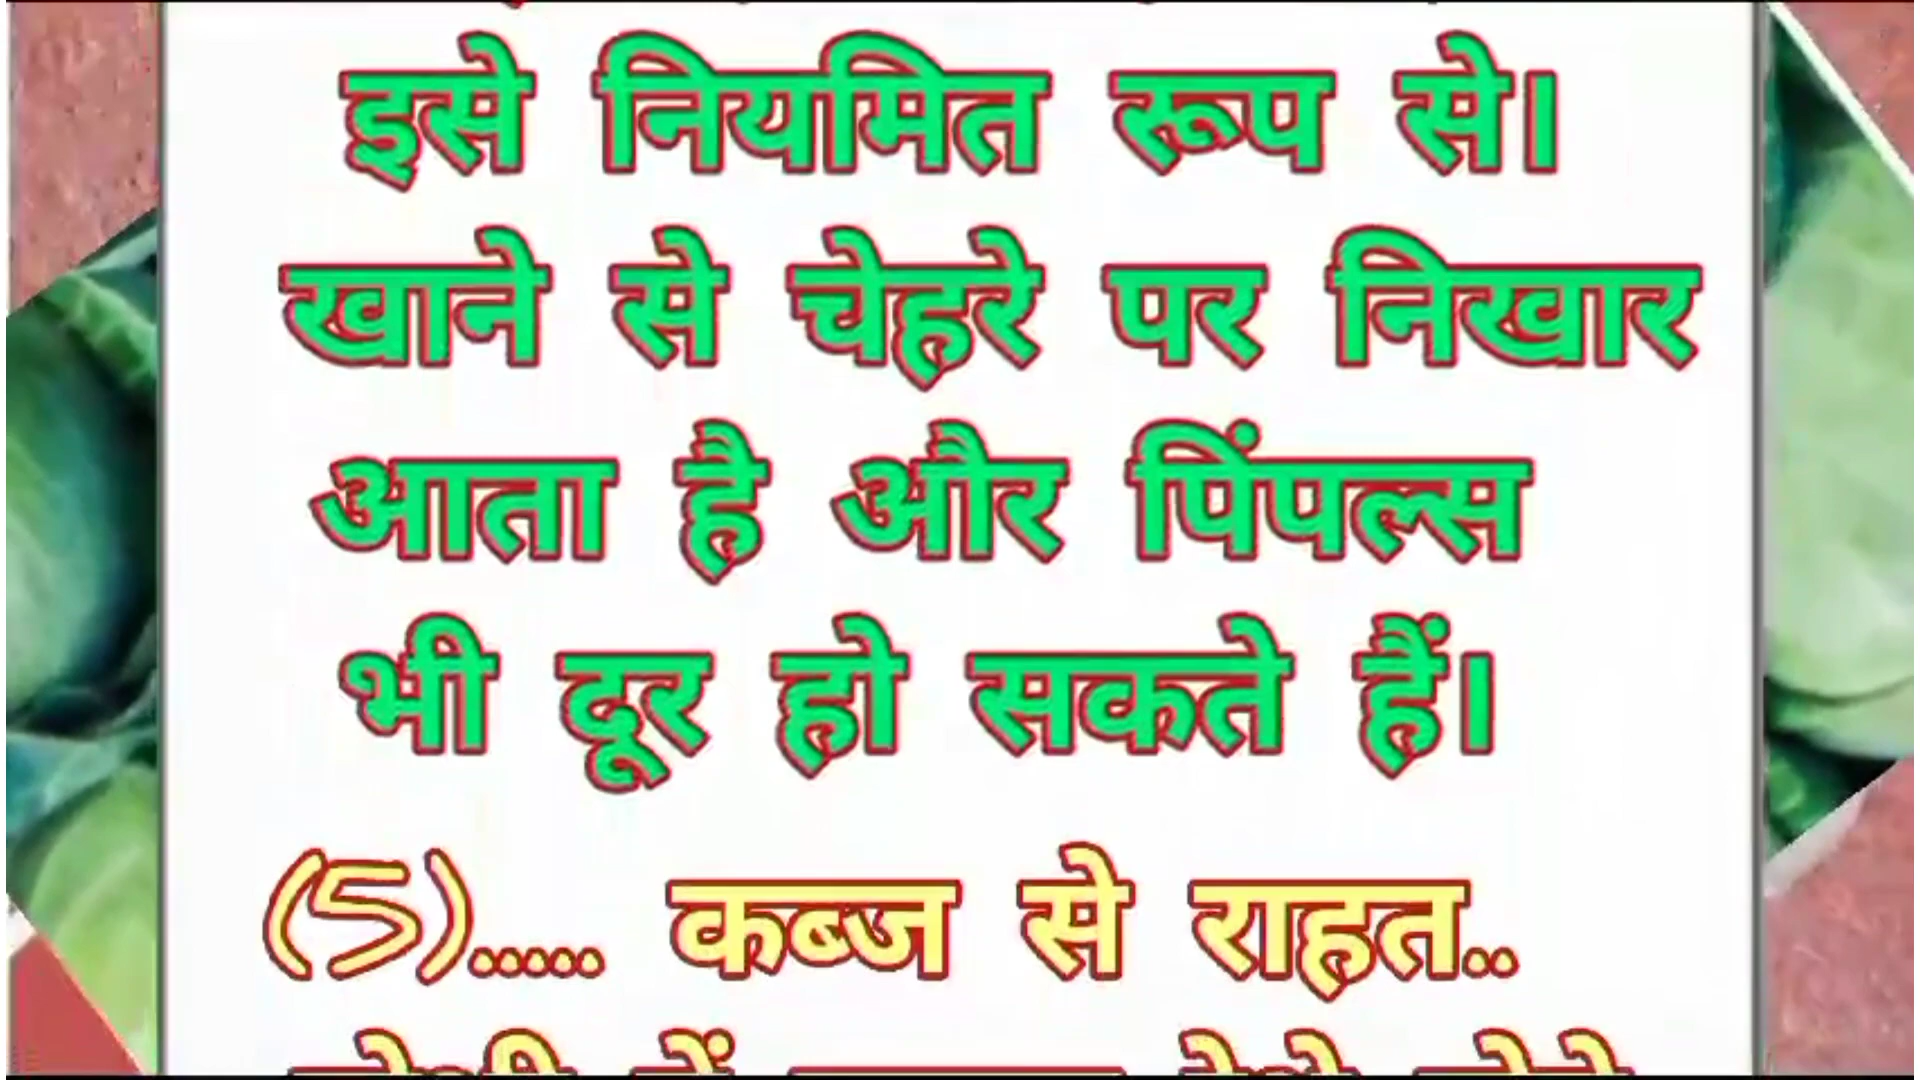 इसे नियमित रूप से।
खाने से चेहरे पर निखार
आता है और पिंपल्स
भी दूर हो सकते हैं।
(5)..... कब्ज से राहत..